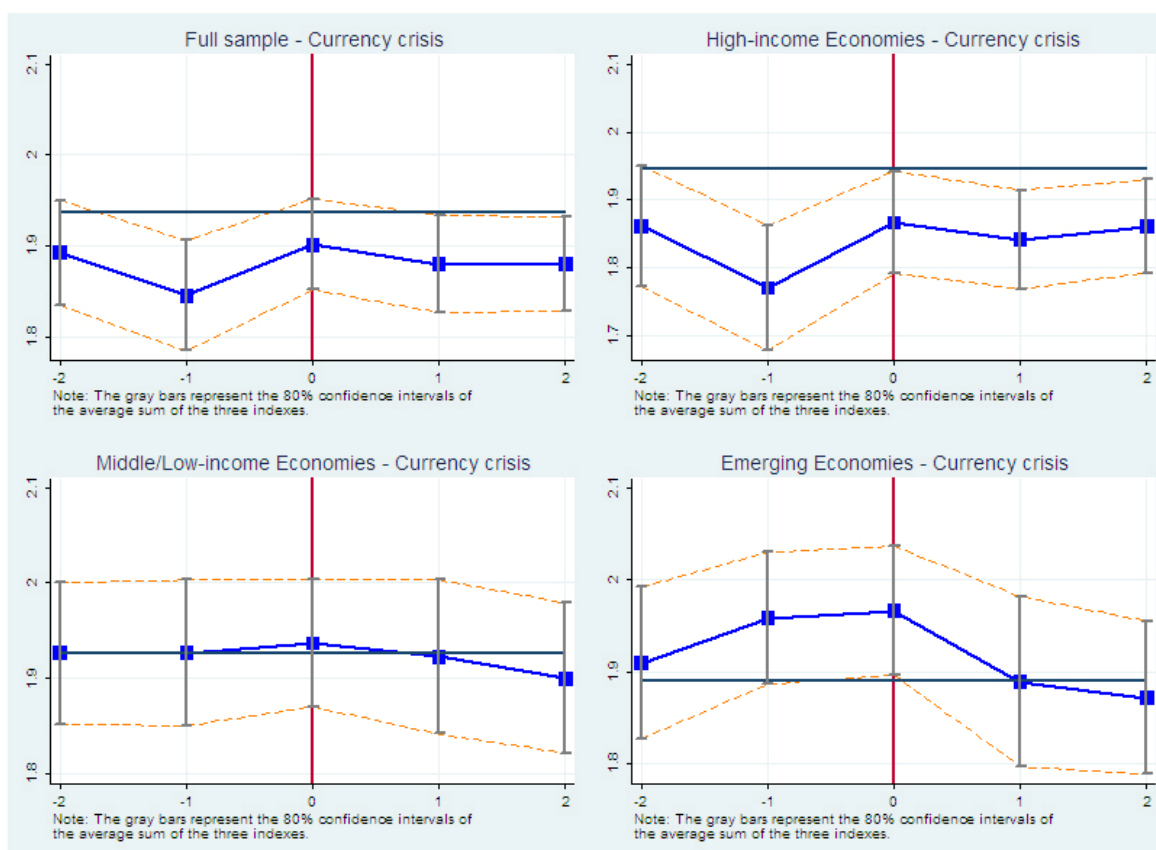 Full sample - Currency crisis
2.1
2
1.9
1.8
-2 -1 0 1 2
Note: The gray bars represent the 80% confidence intervals of
the average sum of the three indexes.
High-income Economies - Currency crisis
2.1
2
1.9
1.8
1.7
-2 -1 0 1 2
Note: The gray bars represent the 80% confidence intervals of
the average sum of the three indexes.
Middle/Low-income Economies - Currency crisis
2.1
2
1.9
1.8
-2 -1 0 1 2
Note: The gray bars represent the 80% confidence intervals of
the average sum of the three indexes.
Emerging Economies - Currency crisis
2.1
2
1.9
1.8
-2 -1 0 1 2
Note: The gray bars represent the 80% confidence intervals of
the average sum of the three indexes.